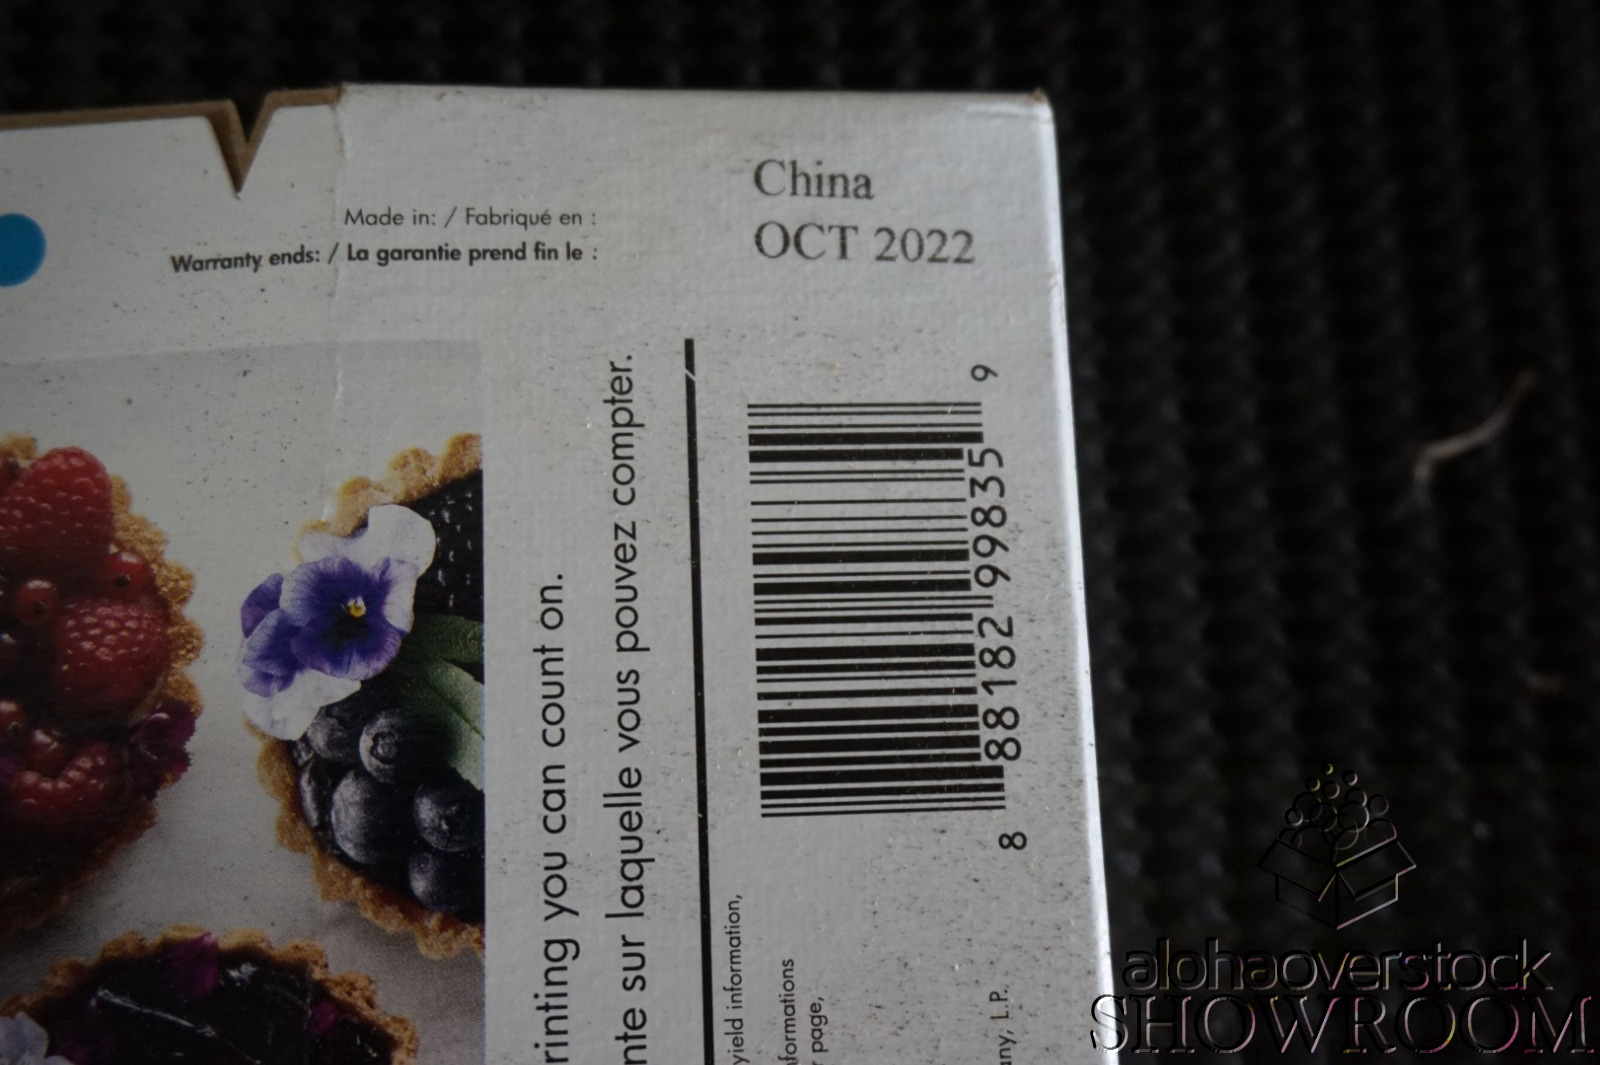 Made in: / Fabriqué en : China
Warranty ends: / La garantie prend fin le : OCT 2022
rinting you can count on.
nte sur laquelle vous pouvez compter.
8 88182 99835 9
yield information,
nformations
page,
any, L.P.
alohaoverstock
SHOWROOM